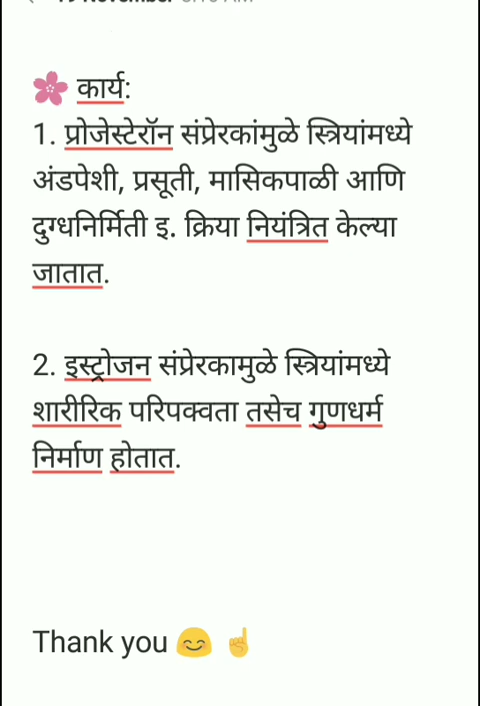 🌸 कार्य:
1. प्रोजेस्टेरॉन संप्रेरकांमुळे स्त्रियांमध्ये
अंडपेशी, प्रसूती, मासिकपाळी आणि
दुग्धनिर्मिती इ. क्रिया नियंत्रित केल्या
जातात.
2. इस्ट्रोजन संप्रेरकामुळे स्त्रियांमध्ये
शारीरिक परिपक्वता तसेच गुणधर्म
निर्माण होतात.
Thank you 😊 ☝